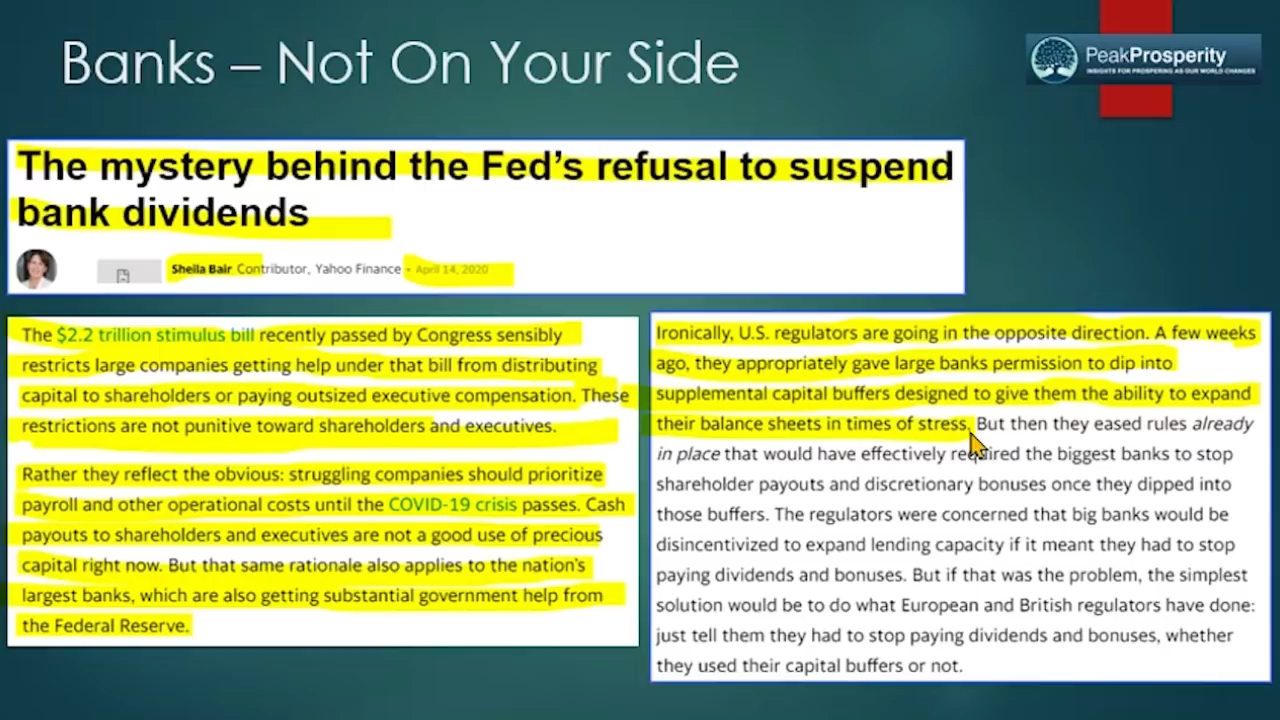 Banks – Not On Your Side
PeakProsperity
INSIGHTS FOR PROSPERING AS OUR WORLD CHANGES
The mystery behind the Fed's refusal to suspend
bank dividends
Sheila Bair Contributor, Yahoo Finance • April 14, 2020
The $2.2 trillion stimulus bill recently passed by Congress sensibly
restricts large companies getting help under that bill from distributing
capital to shareholders or paying outsized executive compensation. These
restrictions are not punitive toward shareholders and executives.
Rather they reflect the obvious: struggling companies should prioritize
payroll and other operational costs until the COVID-19 crisis passes. Cash
payouts to shareholders and executives are not a good use of precious
capital right now. But that same rationale also applies to the nation's
largest banks, which are also getting substantial government help from
the Federal Reserve.
Ironically, U.S. regulators are going in the opposite direction. A few weeks
ago, they appropriately gave large banks permission to dip into
supplemental capital buffers designed to give them the ability to expand
their balance sheets in times of stress. But then they eased rules already
in place that would have effectively required the biggest banks to stop
shareholder payouts and discretionary bonuses once they dipped into
those buffers. The regulators were concerned that big banks would be
disincentivized to expand lending capacity if it meant they had to stop
paying dividends and bonuses. But if that was the problem, the simplest
solution would be to do what European and British regulators have done:
just tell them they had to stop paying dividends and bonuses, whether
they used their capital buffers or not.